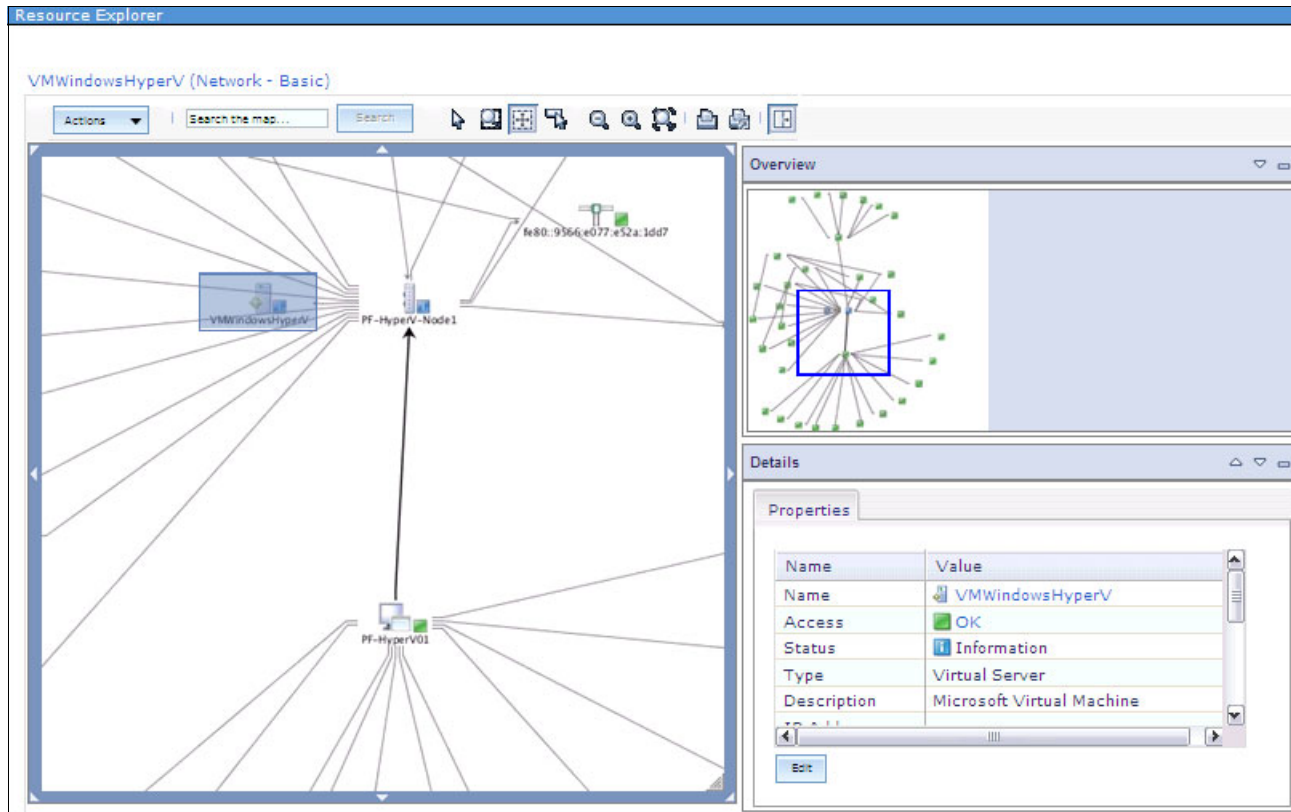 Resource Explorer
VMWindowsHyperV (Network - Basic)
Actions
Search the map...
Search
Overview
fe80::9566:e077:e52a:1dd7
VMWindowsHyperV
PF-HyperV-Node1
PF-HyperV01
Details
Properties
Name Value
Name VMWindowsHyperV
Access OK
Status Information
Type Virtual Server
Description Microsoft Virtual Machine
Edit